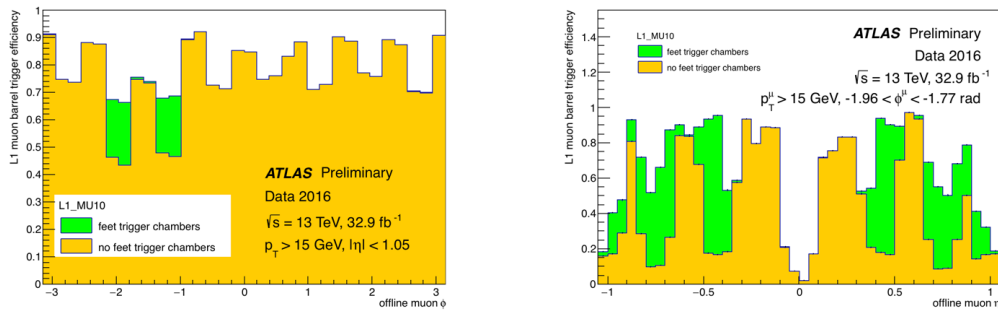 L1 muon barrel trigger efficiency
1
0.9
0.8
0.7
0.6
0.5
0.4
0.3
0.2
0.1
0
ATLAS Preliminary
Data 2016
√s = 13 TeV, 32.9 fb⁻¹
p_T > 15 GeV, |η| < 1.05
L1_MU10
feet trigger chambers
no feet trigger chambers
−3 −2 −1 0 1 2 3
offline muon ϕ
L1 muon barrel trigger efficiency
1.4
1.2
1
0.8
0.6
0.4
0.2
0
L1_MU10
feet trigger chambers
no feet trigger chambers
ATLAS Preliminary
Data 2016
√s = 13 TeV, 32.9 fb⁻¹
p_T^μ > 15 GeV, -1.96 < ϕ^μ < -1.77 rad
−1 −0.5 0 0.5 1
offline muon